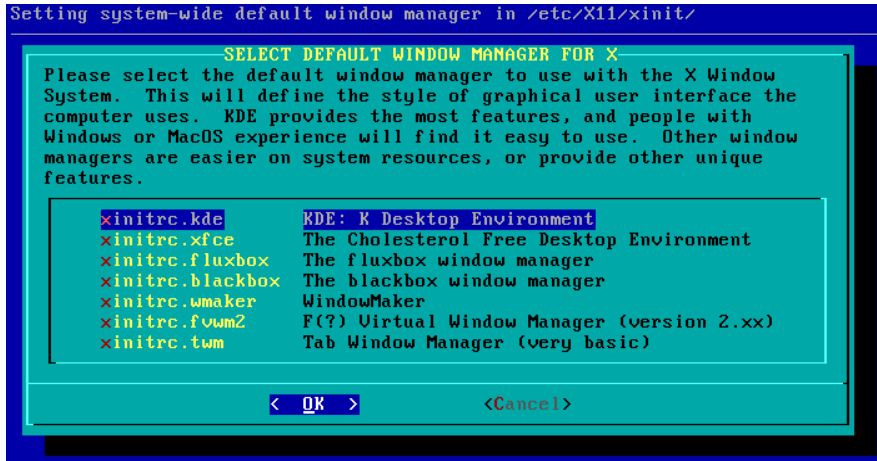 Setting system-wide default window manager in /etc/X11/xinit/
SELECT DEFAULT WINDOW MANAGER FOR X
Please select the default window manager to use with the X Window
System.  This will define the style of graphical user interface the
computer uses.  KDE provides the most features, and people with
Windows or MacOS experience will find it easy to use.  Other window
managers are easier on system resources, or provide other unique
features.
xinitrc.kde KDE: K Desktop Environment
xinitrc.xfce The Cholesterol Free Desktop Environment
xinitrc.fluxbox The fluxbox window manager
xinitrc.blackbox The blackbox window manager
xinitrc.wmaker WindowMaker
xinitrc.fvwm2 F(?) Virtual Window Manager (version 2.xx)
xinitrc.twm Tab Window Manager (very basic)
< OK > <Cancel>